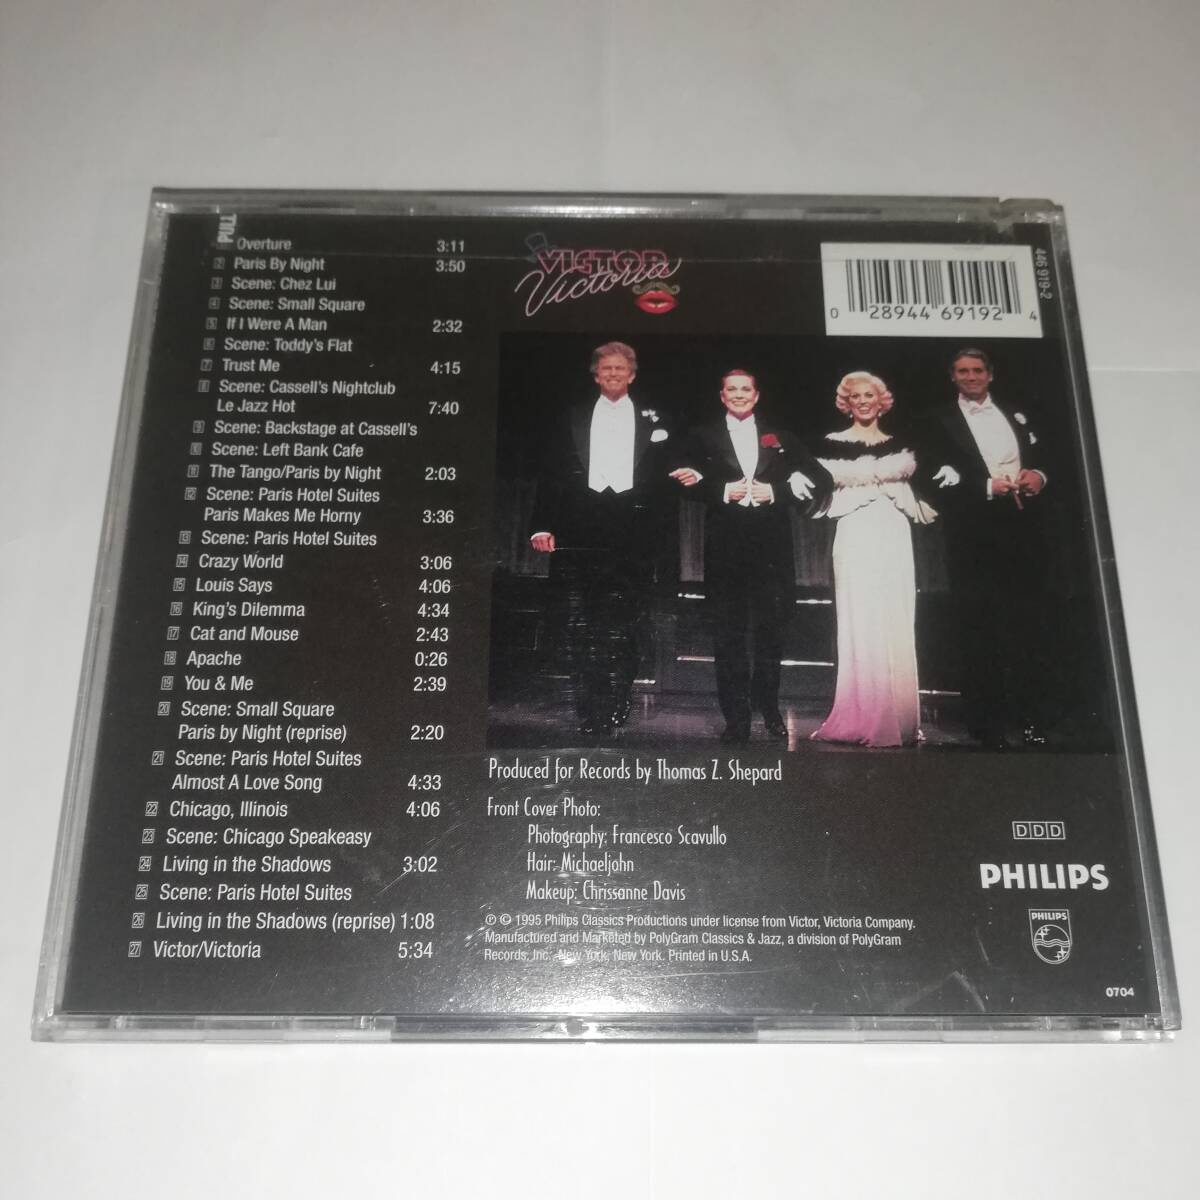 PULL
Overture 3:11
2 Paris By Night 3:50
3 Scene: Chez Lui
4 Scene: Small Square
5 If I Were A Man 2:32
6 Scene: Toddy's Flat
7 Trust Me 4:15
8 Scene: Cassell's Nightclub
Le Jazz Hot 7:40
9 Scene: Backstage at Cassell's
10 Scene: Left Bank Cafe
11 The Tango/Paris by Night 2:03
12 Scene: Paris Hotel Suites
Paris Makes Me Horny 3:36
13 Scene: Paris Hotel Suites
14 Crazy World 3:06
15 Louis Says 4:06
16 King's Dilemma 4:34
17 Cat and Mouse 2:43
18 Apache 0:26
19 You & Me 2:39
20 Scene: Small Square
Paris by Night (reprise) 2:20
21 Scene: Paris Hotel Suites
Almost A Love Song 4:33
22 Chicago, Illinois 4:06
23 Scene: Chicago Speakeasy
24 Living in the Shadows 3:02
25 Scene: Paris Hotel Suites
26 Living in the Shadows (reprise) 1:08
27 Victor/Victoria 5:34
VICTOR
Victoria
446 919-2
0 28944 69192 4
Produced for Records by Thomas Z. Shepard
Front Cover Photo:
Photography: Francesco Scavullo
Hair: Michaeljohn
Makeup: Chrissanne Davis
℗ © 1995 Philips Classics Productions under license from Victor, Victoria Company.
Manufactured and Marketed by PolyGram Classics & Jazz, a division of PolyGram
Records, Inc. New York, New York. Printed in U.S.A.
DDD
PHILIPS
PHILIPS
0704